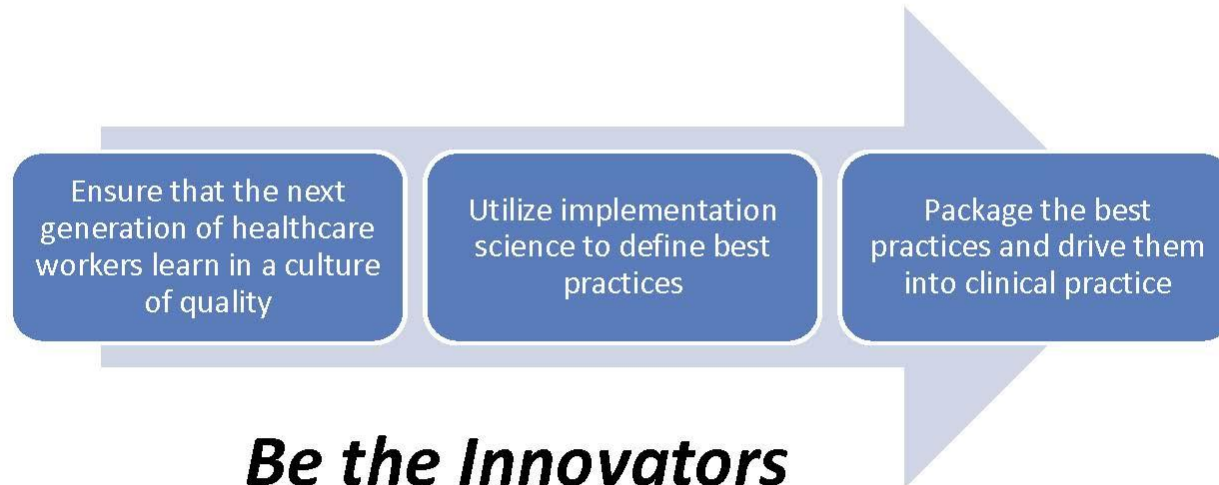 Ensure that the next
generation of healthcare
workers learn in a culture
of quality
Utilize implementation
science to define best
practices
Package the best
practices and drive them
into clinical practice
Be the Innovators